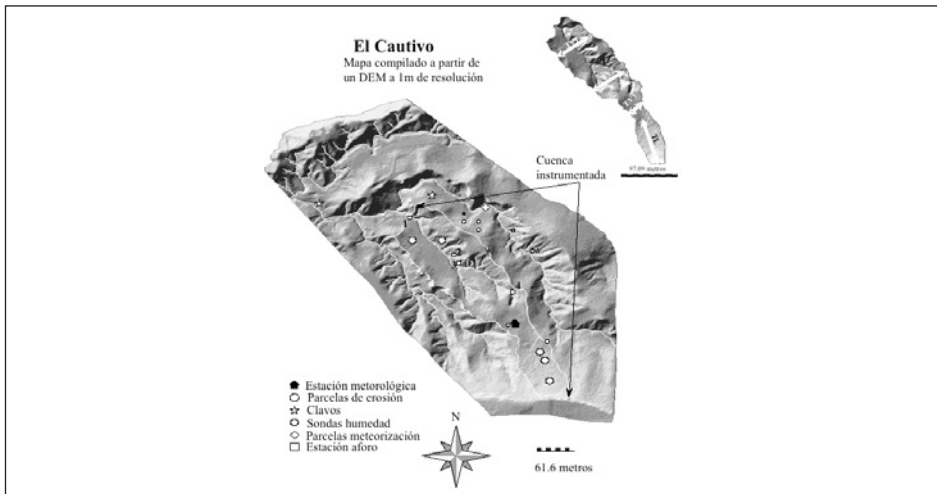 El Cautivo
Mapa compilado a partir de
un DEM a 1m de resolución
97.09 metros
Cuenca
instrumentada
Estación metorológica
Parcelas de erosión
Clavos
Sondas humedad
Parcelas meteorización
Estación aforo
N
61.6 metros